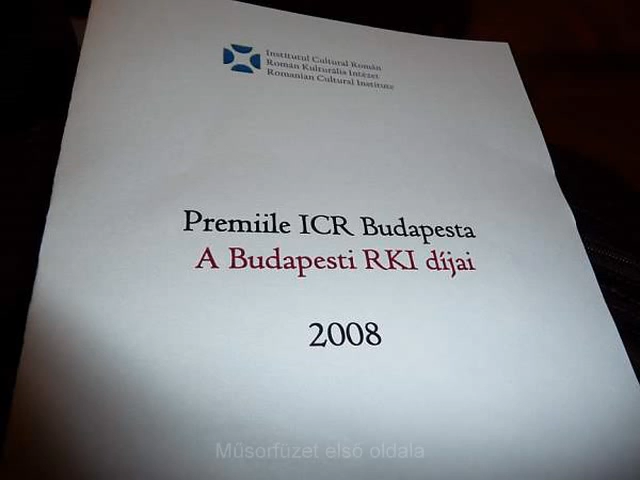 Institutul Cultural Român
Román Kulturális Intézet
Romanian Cultural Institute
Premiile ICR Budapesta
A Budapesti RKI díjai
2008
Műsorfüzet első oldala